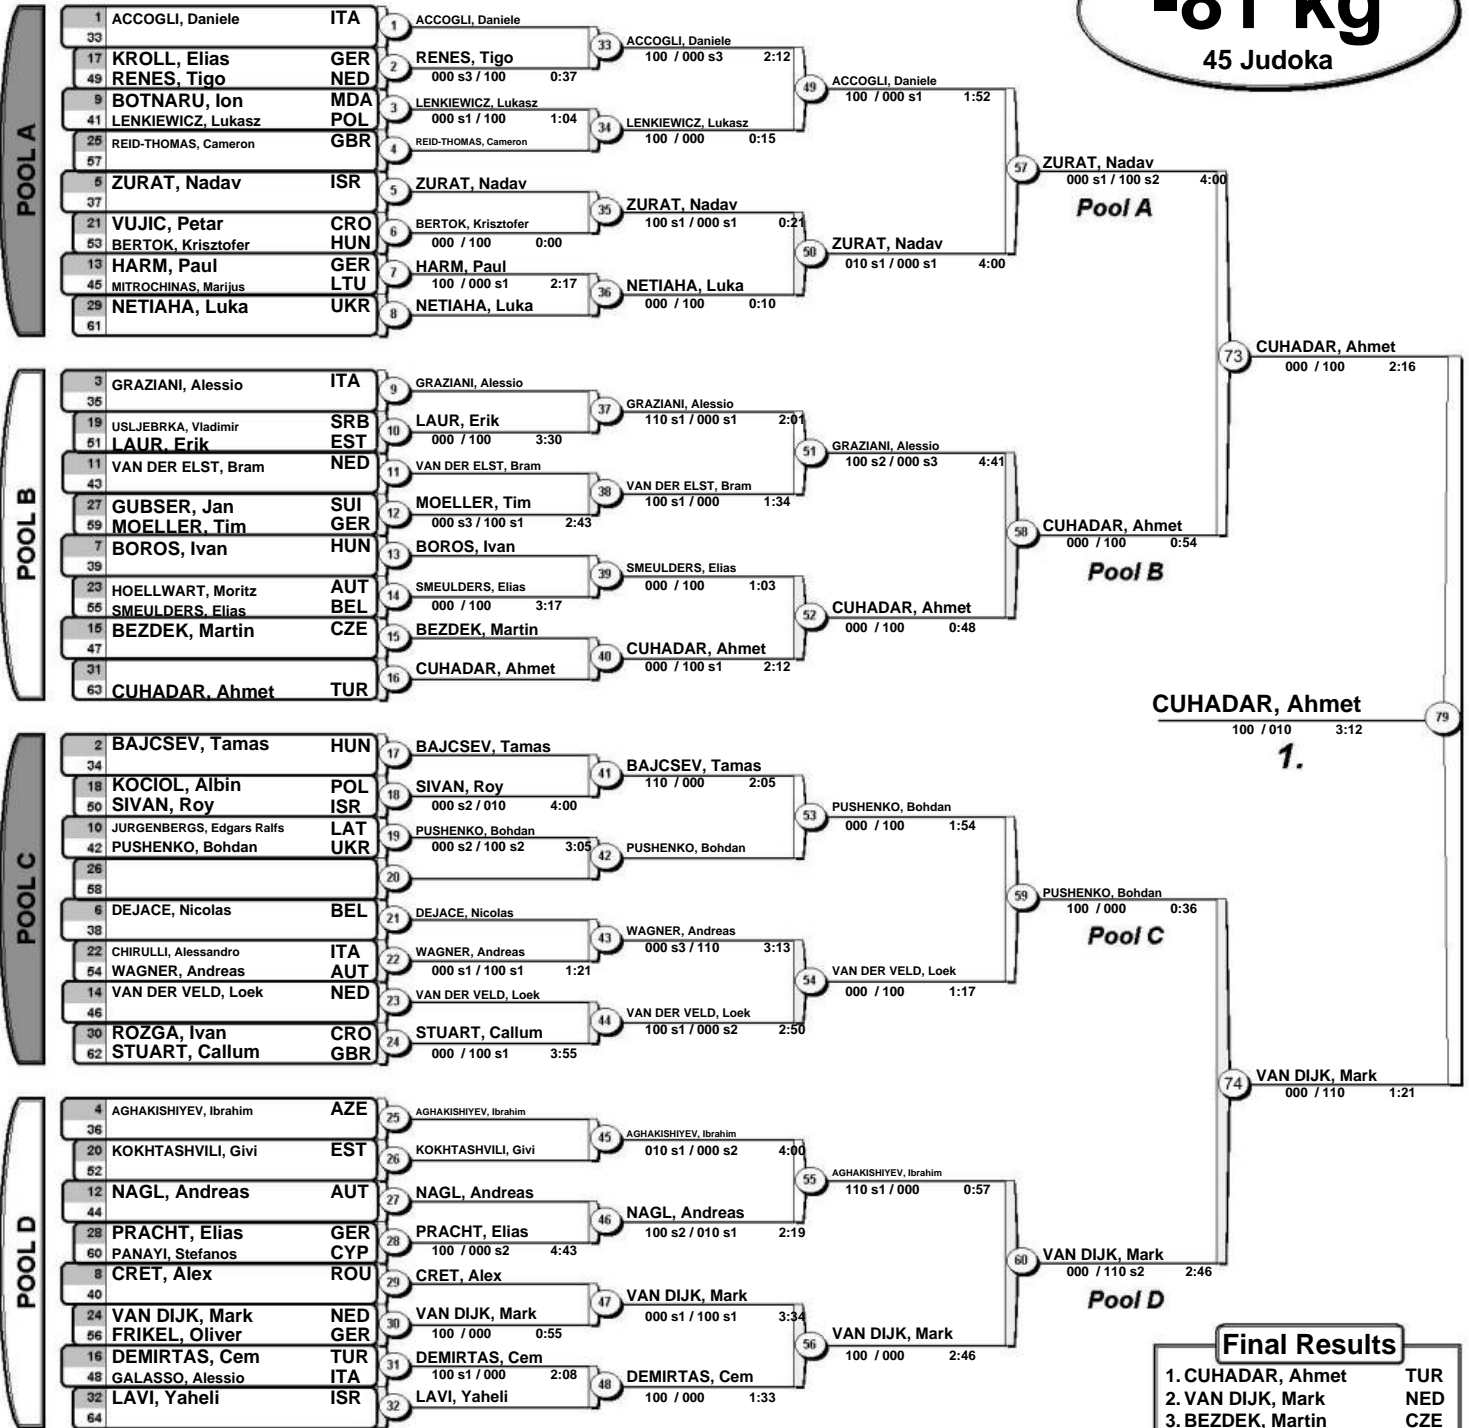 -81 kg
45 Judoka
POOL A
1 ACCOGLI, Daniele ITA
33
17 KROLL, Elias GER
49 RENES, Tigo NED
9 BOTNARU, Ion MDA
41 LENKIEWICZ, Lukasz POL
25 REID-THOMAS, Cameron GBR
57
5 ZURAT, Nadav ISR
37
21 VUJIC, Petar CRO
53 BERTOK, Krisztofer HUN
13 HARM, Paul GER
45 MITROCHINAS, Marijus LTU
29 NETIAHA, Luka UKR
61
1 ACCOGLI, Daniele
2 RENES, Tigo
000 s3 / 100 0:37
3 LENKIEWICZ, Lukasz
000 s1 / 100 1:04
4 REID-THOMAS, Cameron
5 ZURAT, Nadav
6 BERTOK, Krisztofer
000 / 100 0:00
7 HARM, Paul
100 / 000 s1 2:17
8 NETIAHA, Luka
33 ACCOGLI, Daniele
100 / 000 s3 2:12
34 LENKIEWICZ, Lukasz
100 / 000 0:15
35 ZURAT, Nadav
100 s1 / 000 s1 0:21
36 NETIAHA, Luka
000 / 100 0:10
49 ACCOGLI, Daniele
100 / 000 s1 1:52
50 ZURAT, Nadav
010 s1 / 000 s1 4:00
57 ZURAT, Nadav
000 s1 / 100 s2 4:00
Pool A
POOL B
3 GRAZIANI, Alessio ITA
35
19 USLJEBRKA, Vladimir SRB
51 LAUR, Erik EST
11 VAN DER ELST, Bram NED
43
27 GUBSER, Jan SUI
59 MOELLER, Tim GER
7 BOROS, Ivan HUN
39
23 HOELLWART, Moritz AUT
55 SMEULDERS, Elias BEL
15 BEZDEK, Martin CZE
47
31
63 CUHADAR, Ahmet TUR
9 GRAZIANI, Alessio
10 LAUR, Erik
000 / 100 3:30
11 VAN DER ELST, Bram
12 MOELLER, Tim
000 s3 / 100 s1 2:43
13 BOROS, Ivan
14 SMEULDERS, Elias
000 / 100 3:17
15 BEZDEK, Martin
16 CUHADAR, Ahmet
37 GRAZIANI, Alessio
110 s1 / 000 s1 2:01
38 VAN DER ELST, Bram
100 s1 / 000 1:34
39 SMEULDERS, Elias
000 / 100 1:03
40 CUHADAR, Ahmet
000 / 100 s1 2:12
51 GRAZIANI, Alessio
100 s2 / 000 s3 4:41
52 CUHADAR, Ahmet
000 / 100 0:48
58 CUHADAR, Ahmet
000 / 100 0:54
Pool B
73 CUHADAR, Ahmet
000 / 100 2:16
CUHADAR, Ahmet 79
100 / 010 3:12
1.
POOL C
2 BAJCSEV, Tamas HUN
34
18 KOCIOL, Albin POL
50 SIVAN, Roy ISR
10 JURGENBERGS, Edgars Ralfs LAT
42 PUSHENKO, Bohdan UKR
26
58
6 DEJACE, Nicolas BEL
38
22 CHIRULLI, Alessandro ITA
54 WAGNER, Andreas AUT
14 VAN DER VELD, Loek NED
46
30 ROZGA, Ivan CRO
62 STUART, Callum GBR
17 BAJCSEV, Tamas
18 SIVAN, Roy
000 s2 / 010 4:00
19 PUSHENKO, Bohdan
000 s2 / 100 s2 3:05
20
21 DEJACE, Nicolas
22 WAGNER, Andreas
000 s1 / 100 s1 1:21
23 VAN DER VELD, Loek
24 STUART, Callum
000 / 100 s1 3:55
41 BAJCSEV, Tamas
110 / 000 2:05
42 PUSHENKO, Bohdan
43 WAGNER, Andreas
000 s3 / 110 3:13
44 VAN DER VELD, Loek
100 s1 / 000 s2 2:50
53 PUSHENKO, Bohdan
000 / 100 1:54
54 VAN DER VELD, Loek
000 / 100 1:17
59 PUSHENKO, Bohdan
100 / 000 0:36
Pool C
POOL D
4 AGHAKISHIYEV, Ibrahim AZE
36
20 KOKHTASHVILI, Givi EST
52
12 NAGL, Andreas AUT
44
28 PRACHT, Elias GER
60 PANAYI, Stefanos CYP
8 CRET, Alex ROU
40
24 VAN DIJK, Mark NED
56 FRIKEL, Oliver GER
16 DEMIRTAS, Cem TUR
48 GALASSO, Alessio ITA
32 LAVI, Yaheli ISR
64
25 AGHAKISHIYEV, Ibrahim
26 KOKHTASHVILI, Givi
27 NAGL, Andreas
28 PRACHT, Elias
100 / 000 s2 4:43
29 CRET, Alex
30 VAN DIJK, Mark
100 / 000 0:55
31 DEMIRTAS, Cem
100 s1 / 000 2:08
32 LAVI, Yaheli
45 AGHAKISHIYEV, Ibrahim
010 s1 / 000 s2 4:00
46 NAGL, Andreas
100 s2 / 010 s1 2:19
47 VAN DIJK, Mark
000 s1 / 100 s1 3:34
48 DEMIRTAS, Cem
100 / 000 1:33
55 AGHAKISHIYEV, Ibrahim
110 s1 / 000 0:57
56 VAN DIJK, Mark
100 / 000 2:46
60 VAN DIJK, Mark
000 / 110 s2 2:46
Pool D
74 VAN DIJK, Mark
000 / 110 1:21
Final Results
1. CUHADAR, Ahmet TUR
2. VAN DIJK, Mark NED
3. BEZDEK, Martin CZE